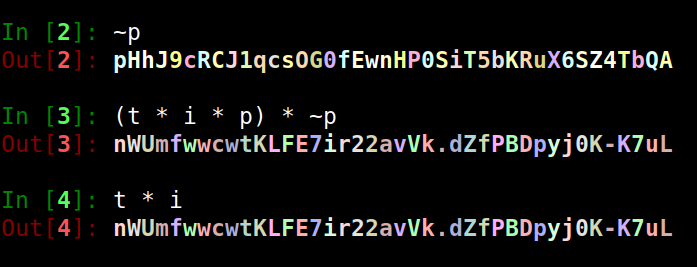 In [2]: ~p
Out[2]: pHhJ9cRCJ1qcsOG0fEwnHP0SiT5bKRuX6SZ4TbQA
In [3]: (t * i * p) * ~p
Out[3]: nWUmfwwcwtKLFE7ir22avVk.dZfPBDpyj0K-K7uL
In [4]: t * i
Out[4]: nWUmfwwcwtKLFE7ir22avVk.dZfPBDpyj0K-K7uL